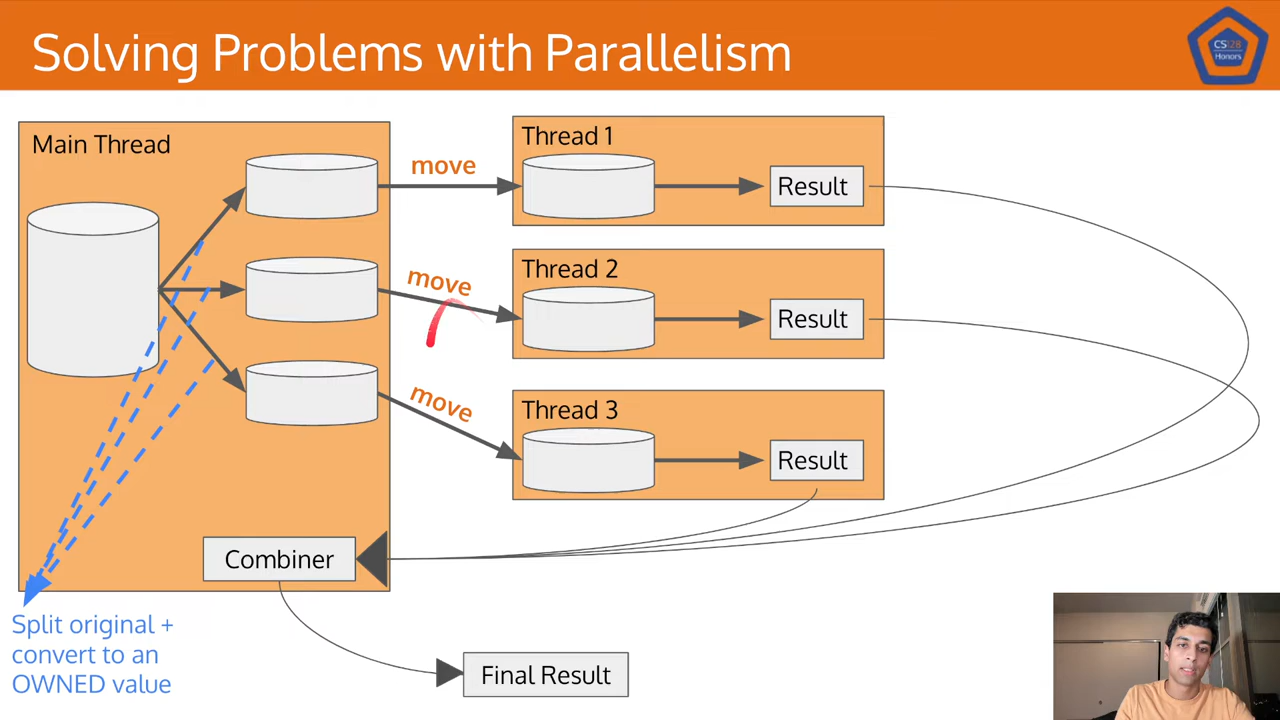 Solving Problems with Parallelism
CS128
Honors
Main Thread
move
Thread 1
Result
move
Thread 2
Result
move
Thread 3
Result
Combiner
Split original +
convert to an
OWNED value
Final Result